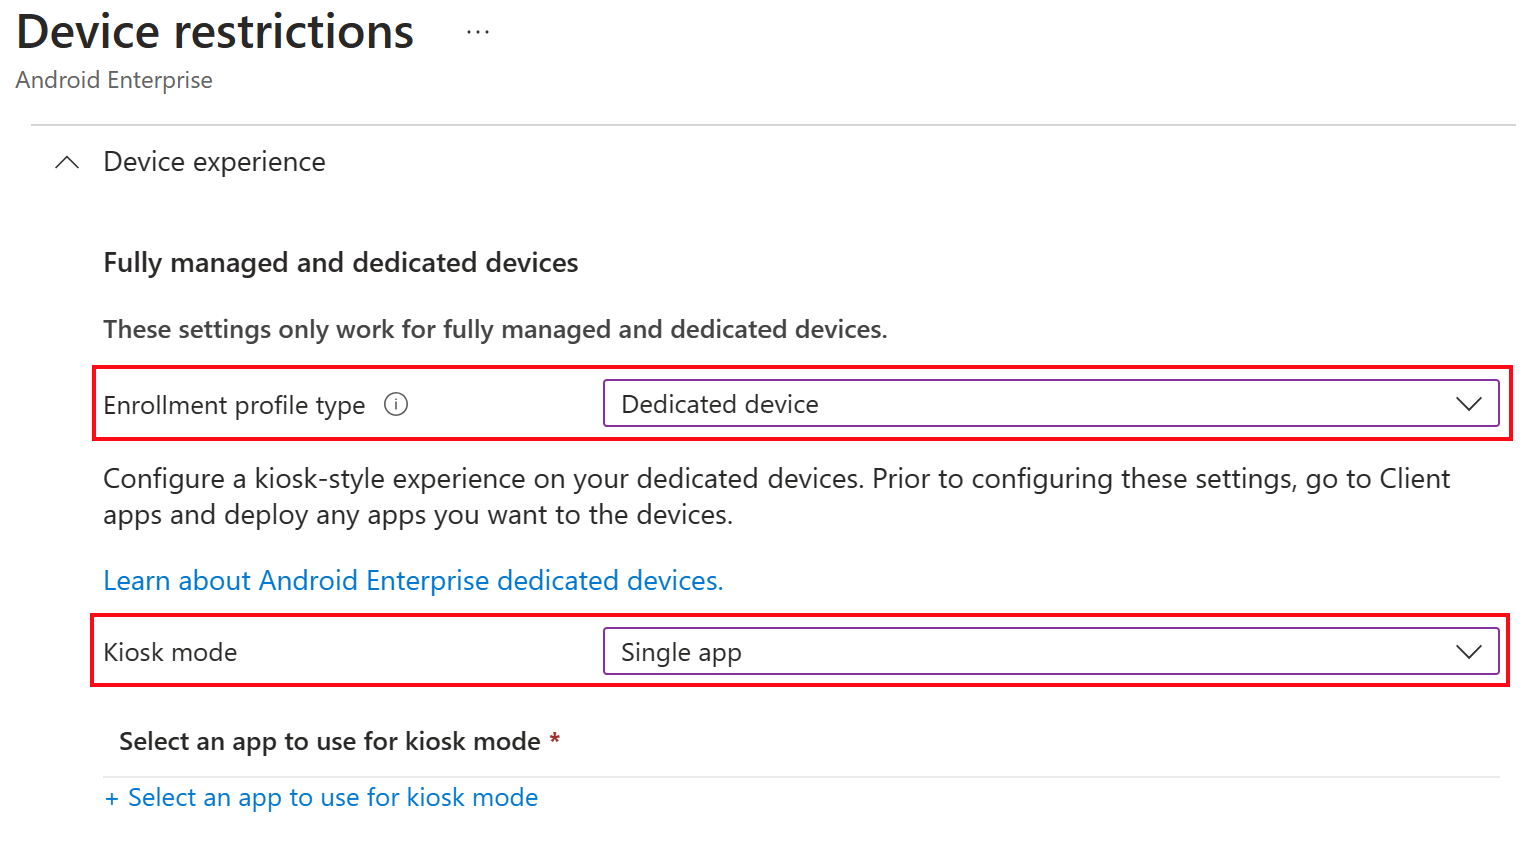 Device restrictions ...
Android Enterprise
Device experience
Fully managed and dedicated devices
These settings only work for fully managed and dedicated devices.
Enrollment profile type
Dedicated device
Configure a kiosk-style experience on your dedicated devices. Prior to configuring these settings, go to Client
apps and deploy any apps you want to the devices.
Learn about Android Enterprise dedicated devices.
Kiosk mode
Single app
Select an app to use for kiosk mode *
+ Select an app to use for kiosk mode